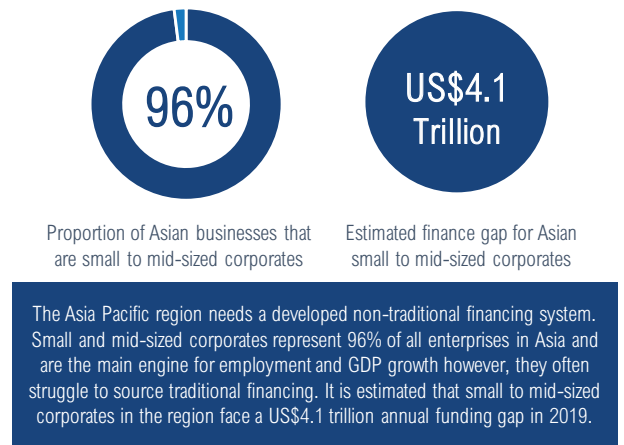 96%
US$4.1
Trillion
Proportion of Asian businesses that
are small to mid-sized corporates
Estimated finance gap for Asian
small to mid-sized corporates
The Asia Pacific region needs a developed non-traditional financing system.
Small and mid-sized corporates represent 96% of all enterprises in Asia and
are the main engine for employment and GDP growth however, they often
struggle to source traditional financing. It is estimated that small to mid-sized
corporates in the region face a US$4.1 trillion annual funding gap in 2019.